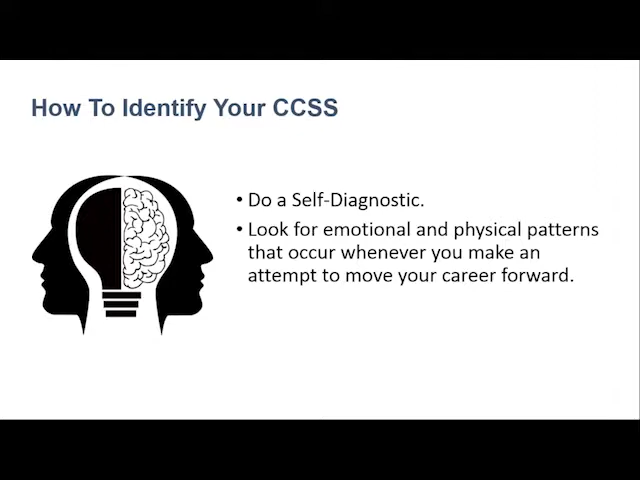 How To Identify Your CCSS
• Do a Self-Diagnostic.
• Look for emotional and physical patterns
that occur whenever you make an
attempt to move your career forward.